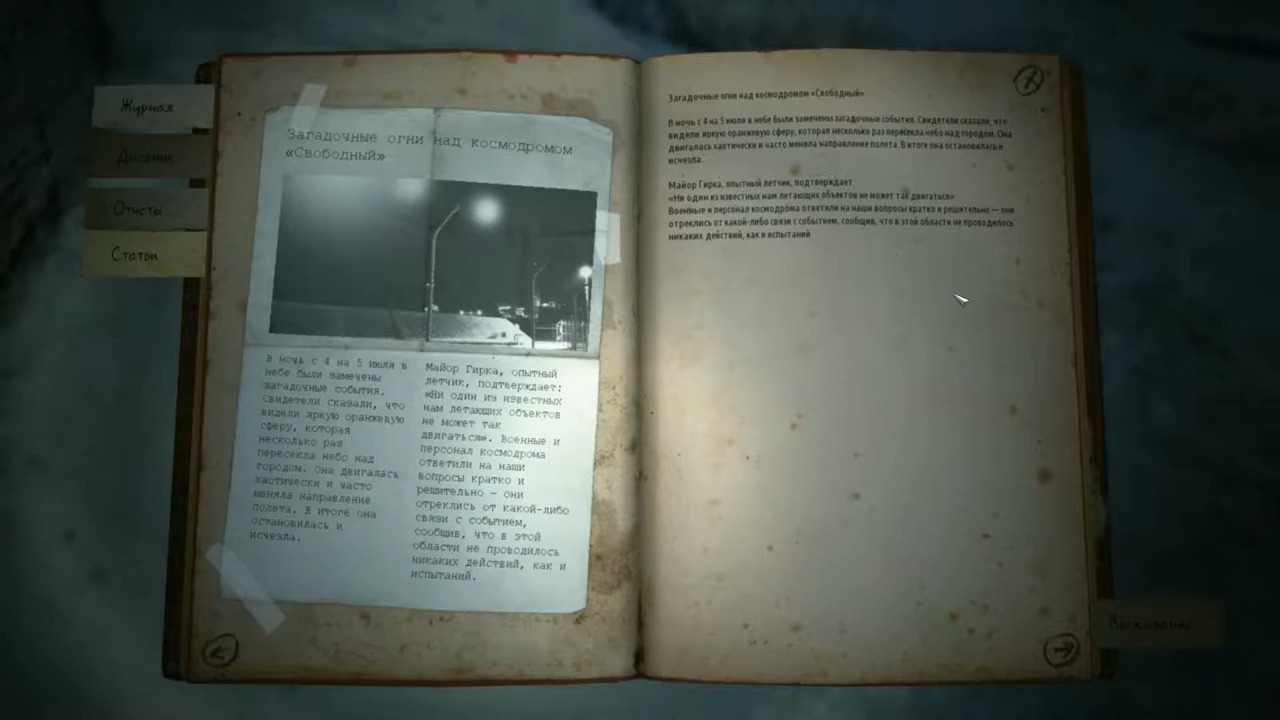 Журнал
Дневник
Отчеты
Статьи
Загадочные огни над космодромом
«Свободный»
В ночь с 4 на 5 июля в
небе были замечены
загадочные события.
Свидетели сказали, что
видели яркую оранжевую
сферу, которая
несколько раз
пересекла небо над
городом. Она двигалась
хаотически и часто
меняла направление
полета. В итоге она
остановилась и
исчезла.
Майор Гирка, опытный
летчик, подтверждает:
«Ни один из известных
нам летающих объектов
не может так
двигаться». Военные и
персонал космодрома
ответили на наши
вопросы кратко и
решительно — они
отреклись от какой-либо
связи с событием,
сообщив, что в этой
области не проводилось
никаких действий, как и
испытаний.
Загадочные огни над космодромом «Свободный»
В ночь с 4 на 5 июля в небе были замечены загадочные события. Свидетели сказали, что
видели яркую оранжевую сферу, которая несколько раз пересекла небо над городом. Она
двигалась хаотически и часто меняла направление полета. В итоге она остановилась и
исчезла.
Майор Гирка, опытный летчик, подтверждает
«Ни один из известных нам летающих объектов не может так двигаться»
Военные и персонал космодрома ответили на наши вопросы кратко и решительно — они
отреклись от какой-либо связи с событием, сообщив, что в этой области не проводилось
никаких действий, как и испытаний